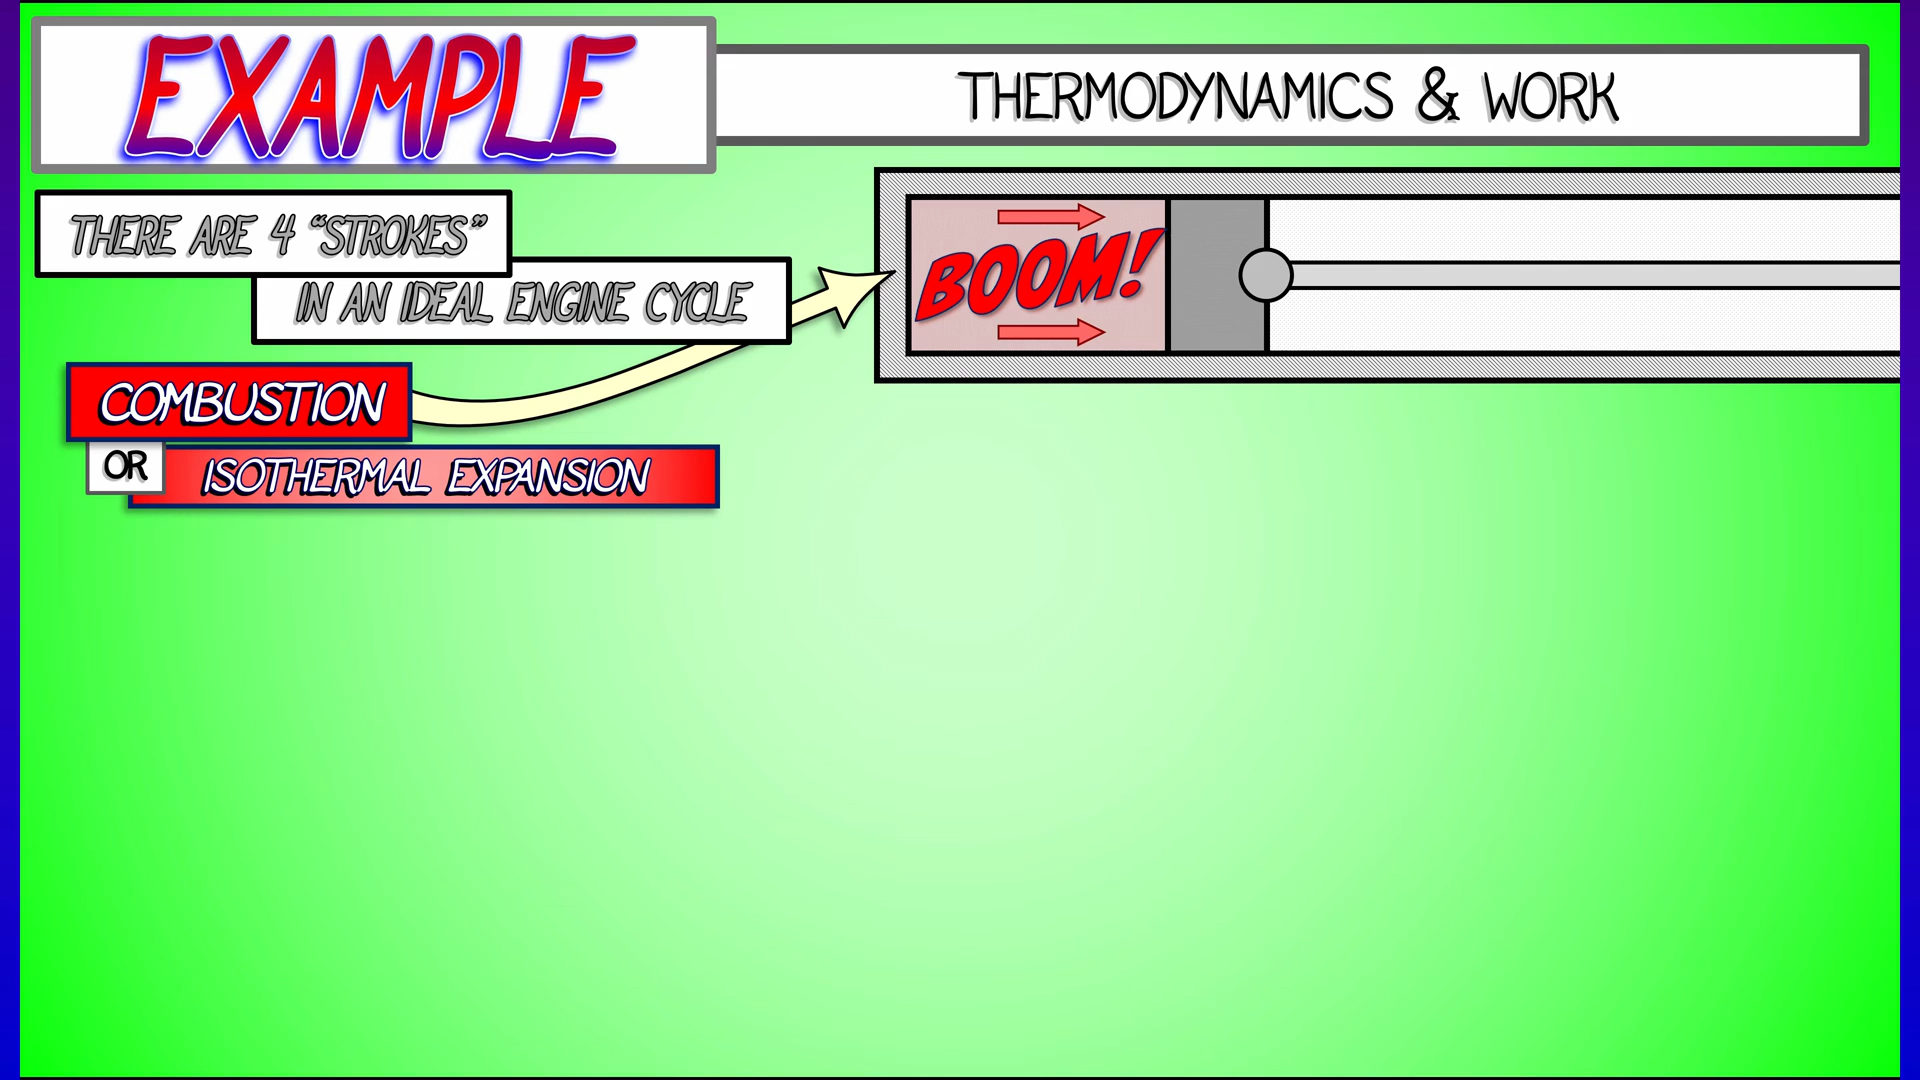 EXAMPLE
THERMODYNAMICS & WORK
THERE ARE 4 “STROKES”
IN AN IDEAL ENGINE CYCLE
BOOM!
COMBUSTION
OR
ISOTHERMAL EXPANSION